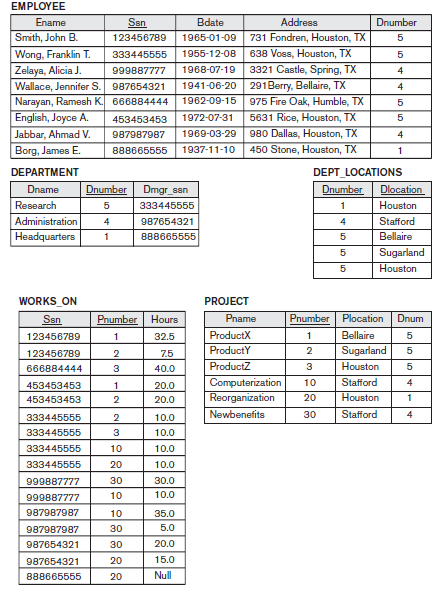 EMPLOYEE
Ename Ssn Bdate Address Dnumber
Smith, John B. 123456789 1965-01-09 731 Fondren, Houston, TX 5
Wong, Franklin T. 333445555 1955-12-08 638 Voss, Houston, TX 5
Zelaya, Alicia J. 999887777 1968-07-19 3321 Castle, Spring, TX 4
Wallace, Jennifer S. 987654321 1941-06-20 291Berry, Bellaire, TX 4
Narayan, Ramesh K. 666884444 1962-09-15 975 Fire Oak, Humble, TX 5
English, Joyce A. 453453453 1972-07-31 5631 Rice, Houston, TX 5
Jabbar, Ahmad V. 987987987 1969-03-29 980 Dallas, Houston, TX 4
Borg, James E. 888665555 1937-11-10 450 Stone, Houston, TX 1
DEPARTMENT
Dname Dnumber Dmgr_ssn
Research 5 333445555
Administration 4 987654321
Headquarters 1 888665555
DEPT_LOCATIONS
Dnumber Dlocation
1 Houston
4 Stafford
5 Bellaire
5 Sugarland
5 Houston
WORKS_ON
Ssn Pnumber Hours
123456789 1 32.5
123456789 2 7.5
666884444 3 40.0
453453453 1 20.0
453453453 2 20.0
333445555 2 10.0
333445555 3 10.0
333445555 10 10.0
333445555 20 10.0
999887777 30 30.0
999887777 10 10.0
987987987 10 35.0
987987987 30 5.0
987654321 30 20.0
987654321 20 15.0
888665555 20 Null
PROJECT
Pname Pnumber Plocation Dnum
ProductX 1 Bellaire 5
ProductY 2 Sugarland 5
ProductZ 3 Houston 5
Computerization 10 Stafford 4
Reorganization 20 Houston 1
Newbenefits 30 Stafford 4